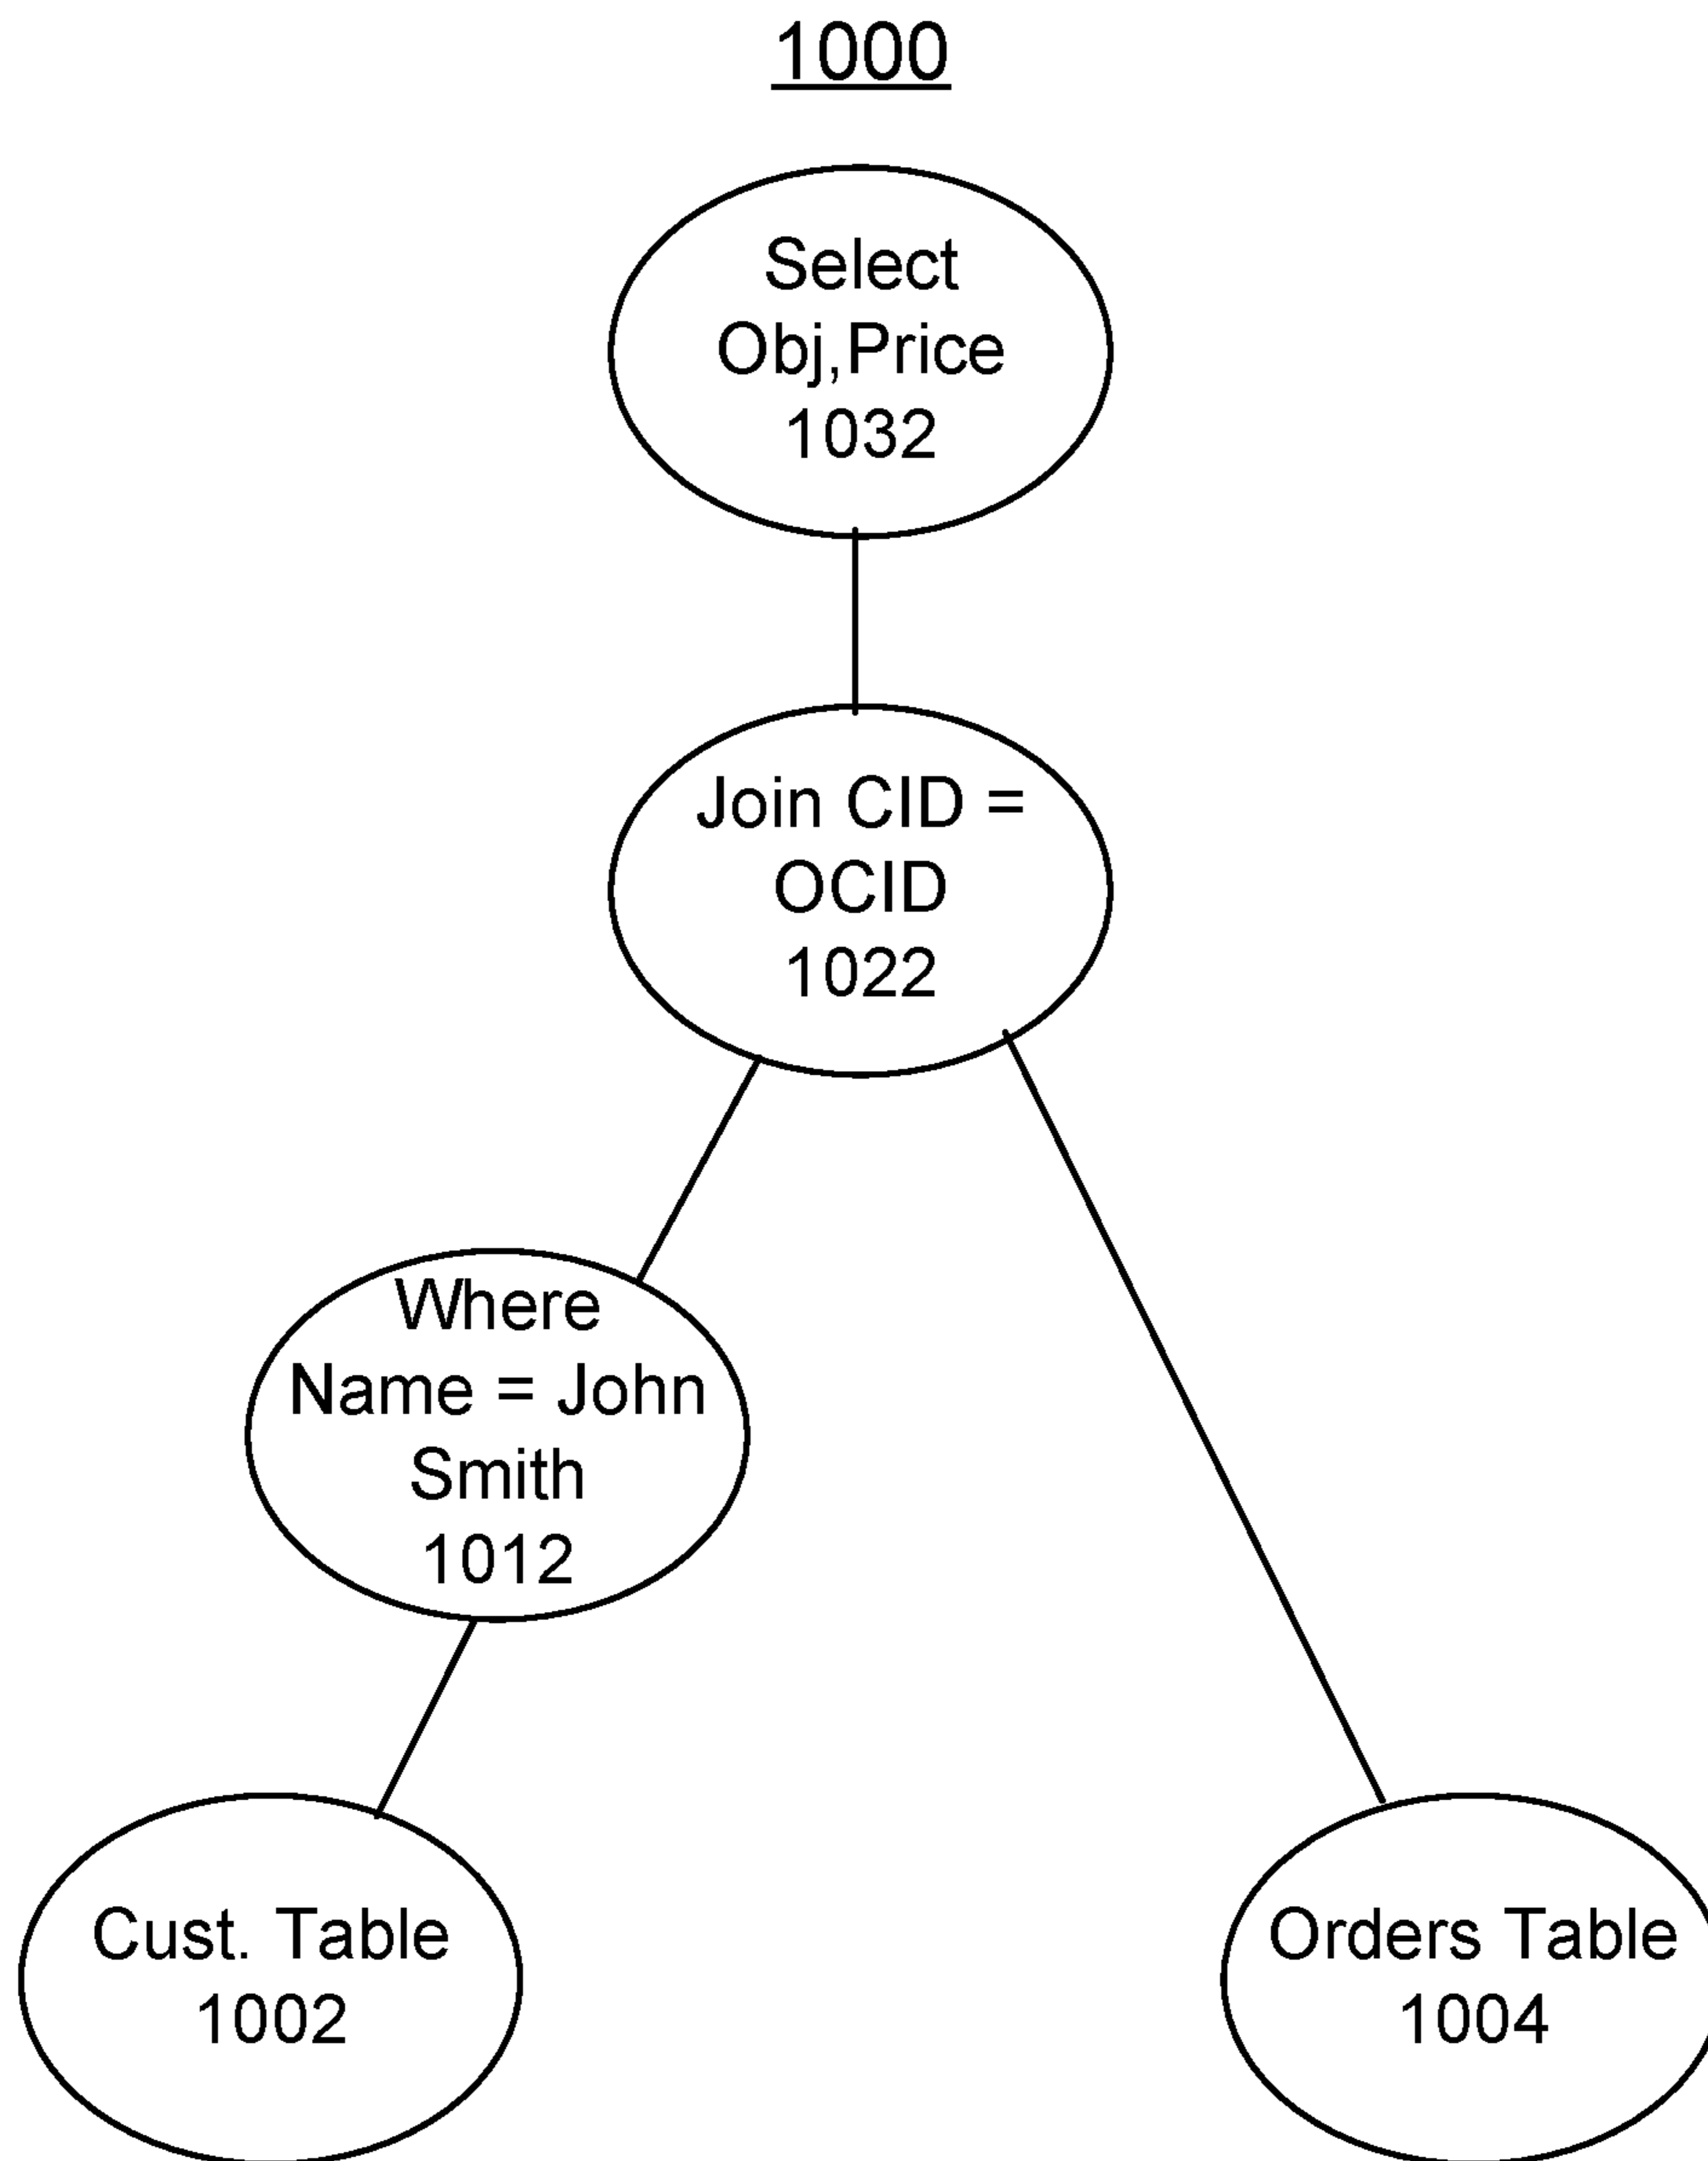 1000
Select
Obj,Price
1032
Join CID =
OCID
1022
Where
Name = John
Smith
1012
Cust. Table
1002
Orders Table
1004